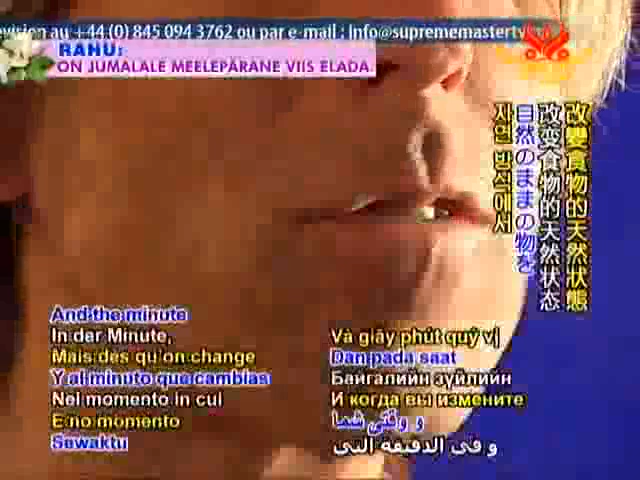 evision au +44 (0) 845 094 3762 ou par e-mail : Info@suprememastertv
RAHU:
ON JUMALALE MEELEPÄRANE VIIS ELADA.
改變食物的天然狀態
改变食物的天然状态
自然のままの物を
자연 방식에서
And the minute
In der Minute,
Mais dès qu'on change
Y al minuto que cambias
Nel momento in cui
E no momento
Sewaktu
Và giây phút quý vị
Dan pada saat
Байгалийн зүйлийн
И когда вы измените
و وقتی شما
و في الدقيقة التي